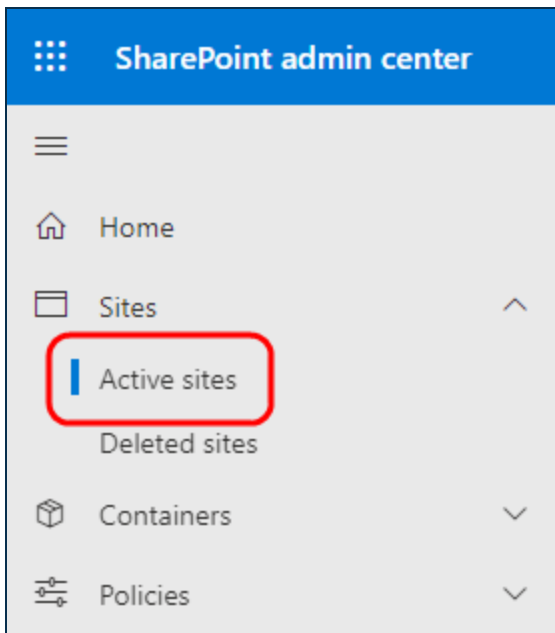 SharePoint admin center
Home
Sites
Active sites
Deleted sites
Containers
Policies